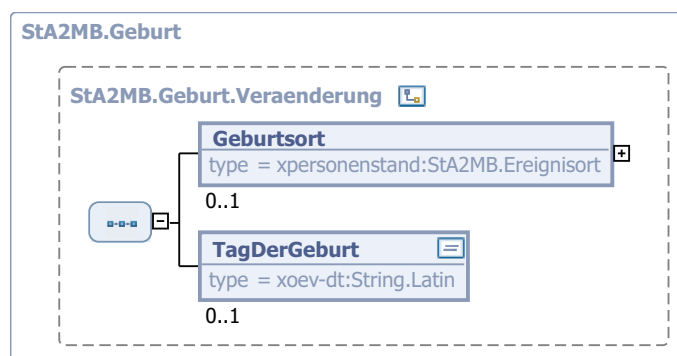 StA2MB.Geburt
StA2MB.Geburt.Veraenderung
Geburtsort
type = xpersonenstand:StA2MB.Ereignisort
0..1
TagDerGeburt
type = xoev-dt:String.Latin
0..1